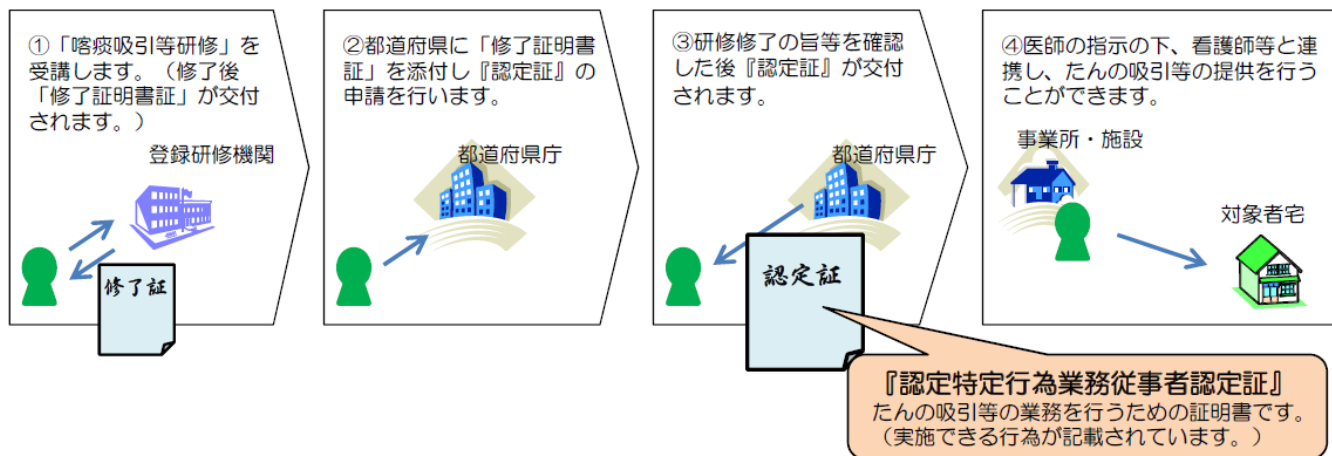 ①「喀痰吸引等研修」を
受講します。（修了後
「修了証明書証」が交付
されます。）
登録研修機関
修了証
②都道府県に「修了証明書
証」を添付し『認定証』の
申請を行います。
都道府県庁
③研修修了の旨等を確認
した後『認定証』が交付
されます。
都道府県庁
認定証
④医師の指示の下、看護師等と連
携し、たんの吸引等の提供を行う
ことができます。
事業所・施設
対象者宅
『認定特定行為業務従事者認定証』
たんの吸引等の業務を行うための証明書です。
（実施できる行為が記載されています。）